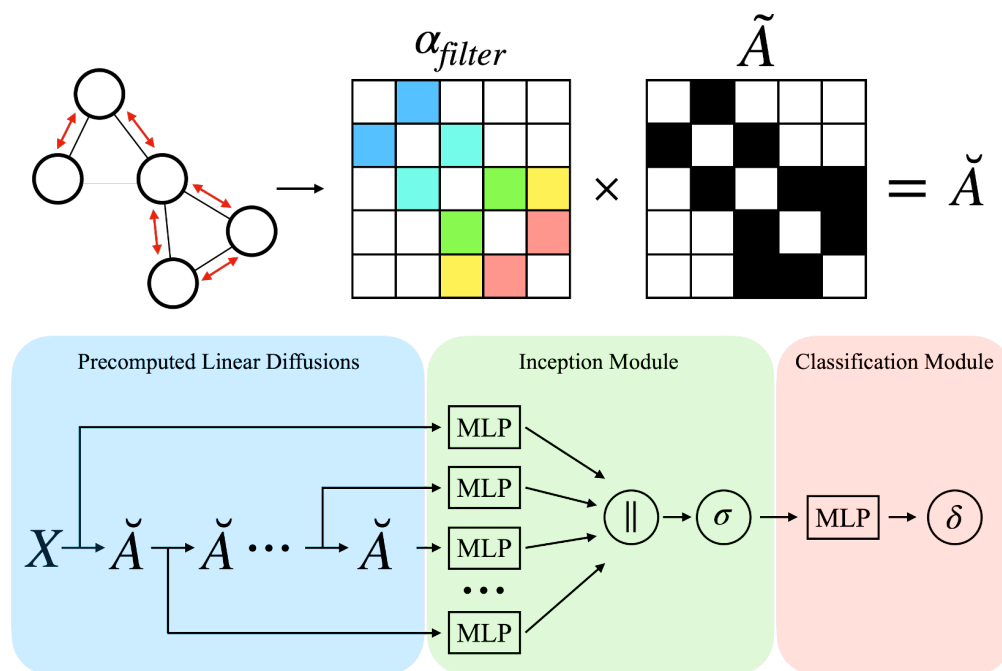 α_filter Ã
× = Ă
Precomputed Linear Diffusions Inception Module Classification Module
MLP
MLP
X Ă Ă ••• Ă MLP || σ MLP δ
•••
MLP